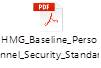 PDF
HMG_Baseline_Perso
nnel_Security_Standar